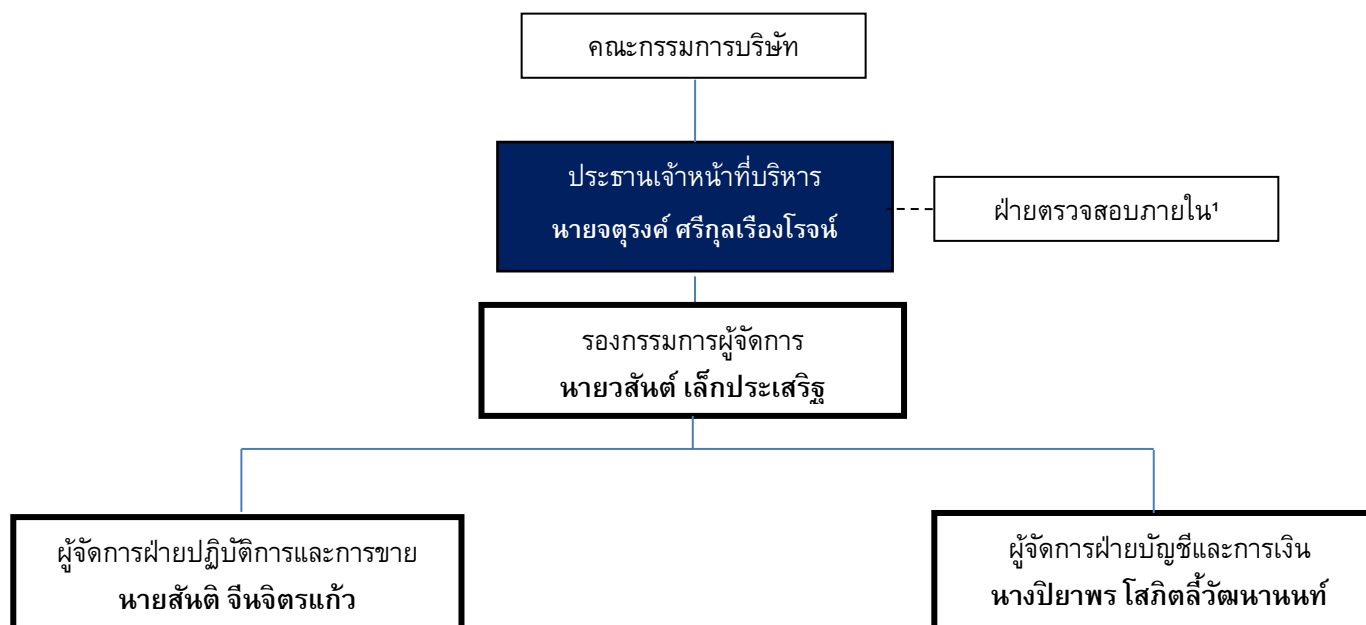 คณะกรรมการบริษัท
ประธานเจ้าหน้าที่บริหาร
นายจตุรงค์ ศรีกุลเรืองโรจน์
ฝ่ายตรวจสอบภายใน¹
รองกรรมการผู้จัดการ
นายวสันต์ เล็กประเสริฐ
ผู้จัดการฝ่ายปฏิบัติการและการขาย
นายสันติ จีนจิตรแก้ว
ผู้จัดการฝ่ายบัญชีและการเงิน
นางปิยาพร โสภิตลี้วัฒนานนท์